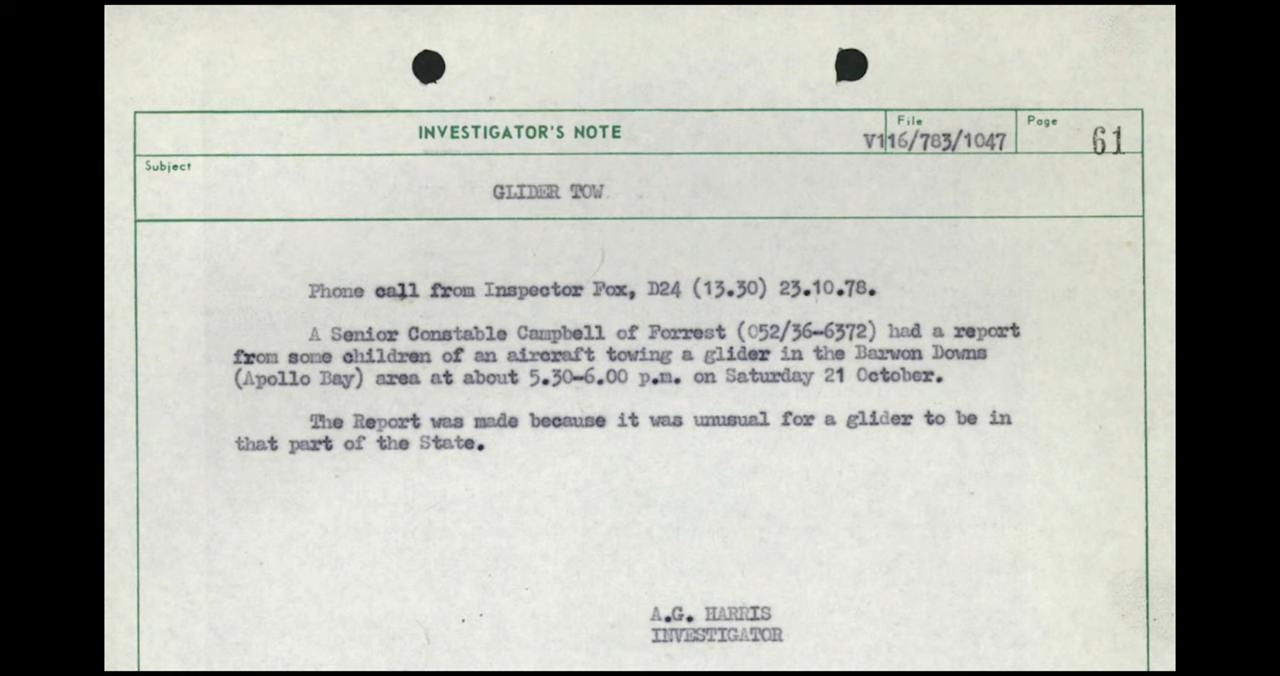 INVESTIGATOR'S NOTE
File
V116/783/1047
Page
61
Subject
GLIDER TOW
Phone call from Inspector Fox, D24 (13.30) 23.10.78.
A Senior Constable Campbell of Forrest (052/36-6372) had a report
from some children of an aircraft towing a glider in the Barwon Downs
(Apollo Bay) area at about 5.30-6.00 p.m. on Saturday 21 October.
The Report was made because it was unusual for a glider to be in
that part of the State.
A.G. HARRIS
INVESTIGATOR